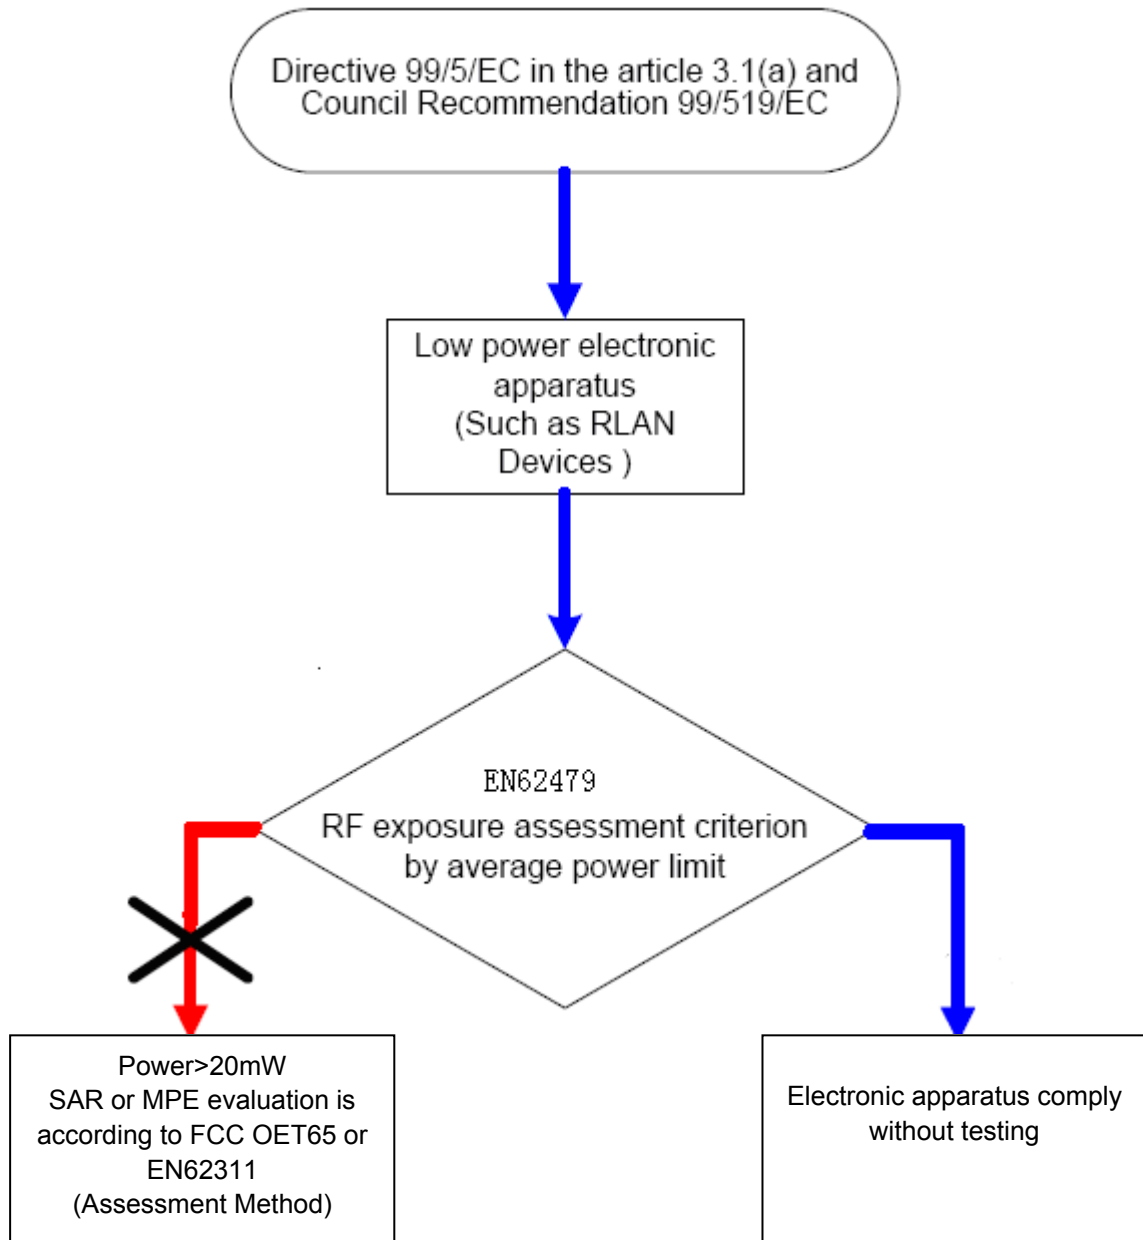 Directive 99/5/EC in the article 3.1(a) and
Council Recommendation 99/519/EC
Low power electronic
apparatus
(Such as RLAN
Devices )
EN62479
RF exposure assessment criterion
by average power limit
Power>20mW
SAR or MPE evaluation is
according to FCC OET65 or
EN62311
(Assessment Method)
Electronic apparatus comply
without testing